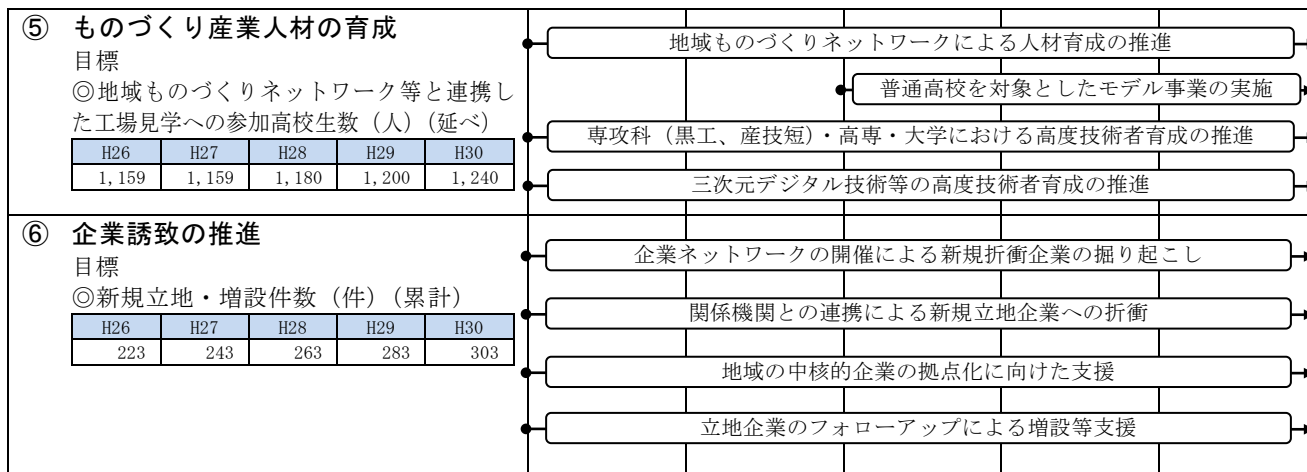 ⑤ ものづくり産業人材の育成
目標
◎地域ものづくりネットワーク等と連携し
た工場見学への参加高校生数（人）（延べ）
H26 H27 H28 H29 H30
1,159 1,159 1,180 1,200 1,240
地域ものづくりネットワークによる人材育成の推進
普通高校を対象としたモデル事業の実施
専攻科（黒工、産技短）・高専・大学における高度技術者育成の推進
三次元デジタル技術等の高度技術者育成の推進
⑥ 企業誘致の推進
目標
◎新規立地・増設件数（件）（累計）
H26 H27 H28 H29 H30
223 243 263 283 303
企業ネットワークの開催による新規折衝企業の掘り起こし
関係機関との連携による新規立地企業への折衝
地域の中核的企業の拠点化に向けた支援
立地企業のフォローアップによる増設等支援